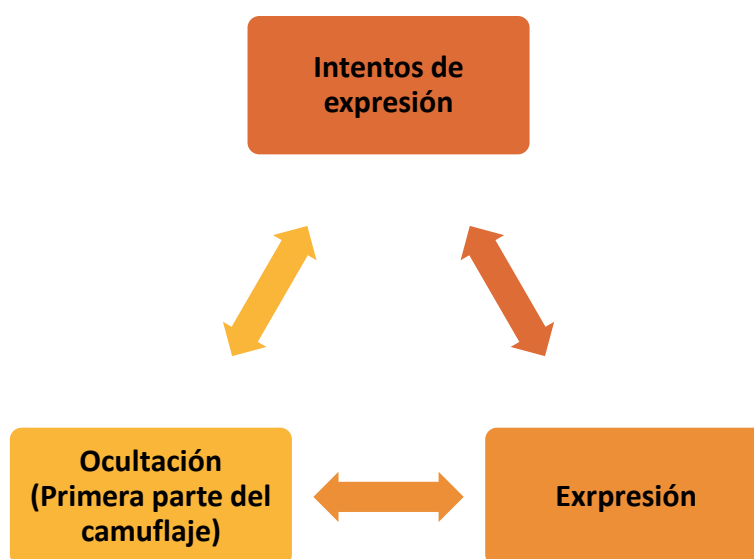 Intentos de
expresión
Ocultación
(Primera parte del
camuflaje)
Exrpresión